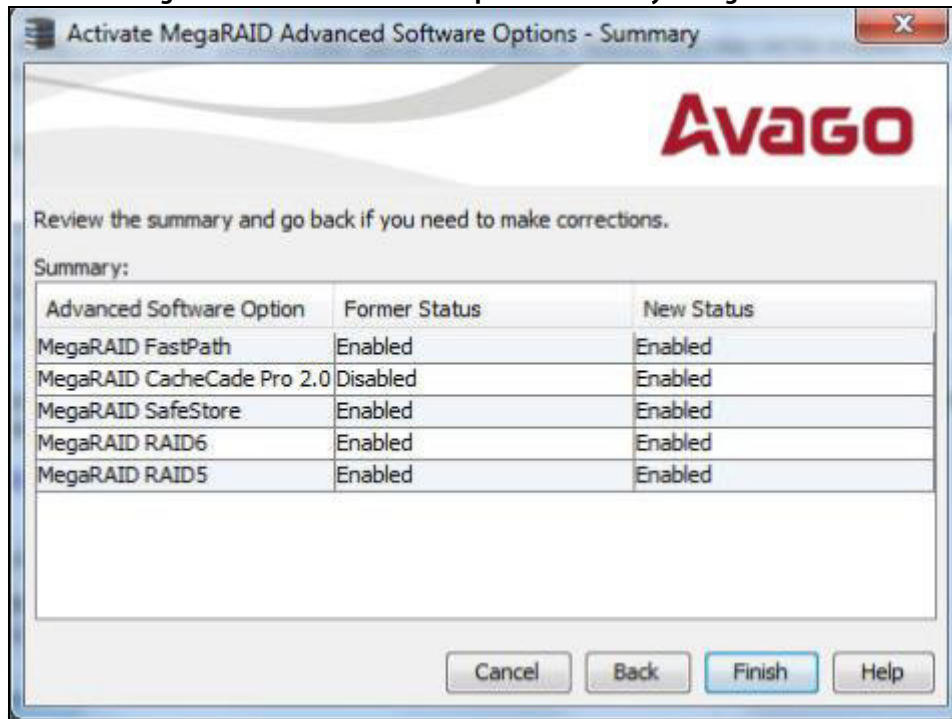 Activate MegaRAID Advanced Software Options - Summary
Avago
Review the summary and go back if you need to make corrections.
Summary:
Advanced Software Option Former Status New Status
MegaRAID FastPath Enabled Enabled
MegaRAID CacheCade Pro 2.0 Disabled Enabled
MegaRAID SafeStore Enabled Enabled
MegaRAID RAID6 Enabled Enabled
MegaRAID RAID5 Enabled Enabled
Cancel Back Finish Help